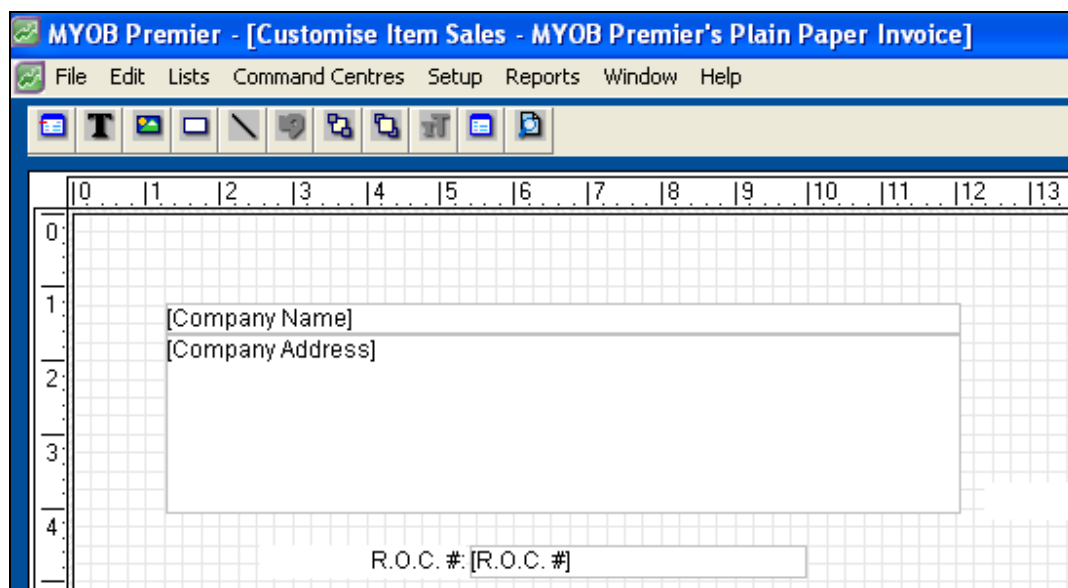 MYOB Premier - [Customise Item Sales - MYOB Premier's Plain Paper Invoice]
File Edit Lists Command Centres Setup Reports Window Help
0 1 2 3 4 5 6 7 8 9 10 11 12 13
0
1
[Company Name]
[Company Address]
2
3
4
R.O.C. #: [R.O.C. #]